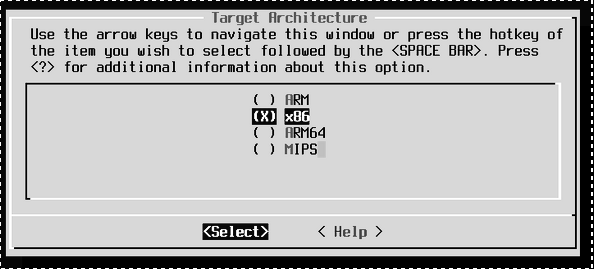 Target Architecture
Use the arrow keys to navigate this window or press the hotkey of
the item you wish to select followed by the <SPACE BAR>. Press
<?> for additional information about this option.
( ) ARM
(X) x86
( ) ARM64
( ) MIPS
<Select> < Help >